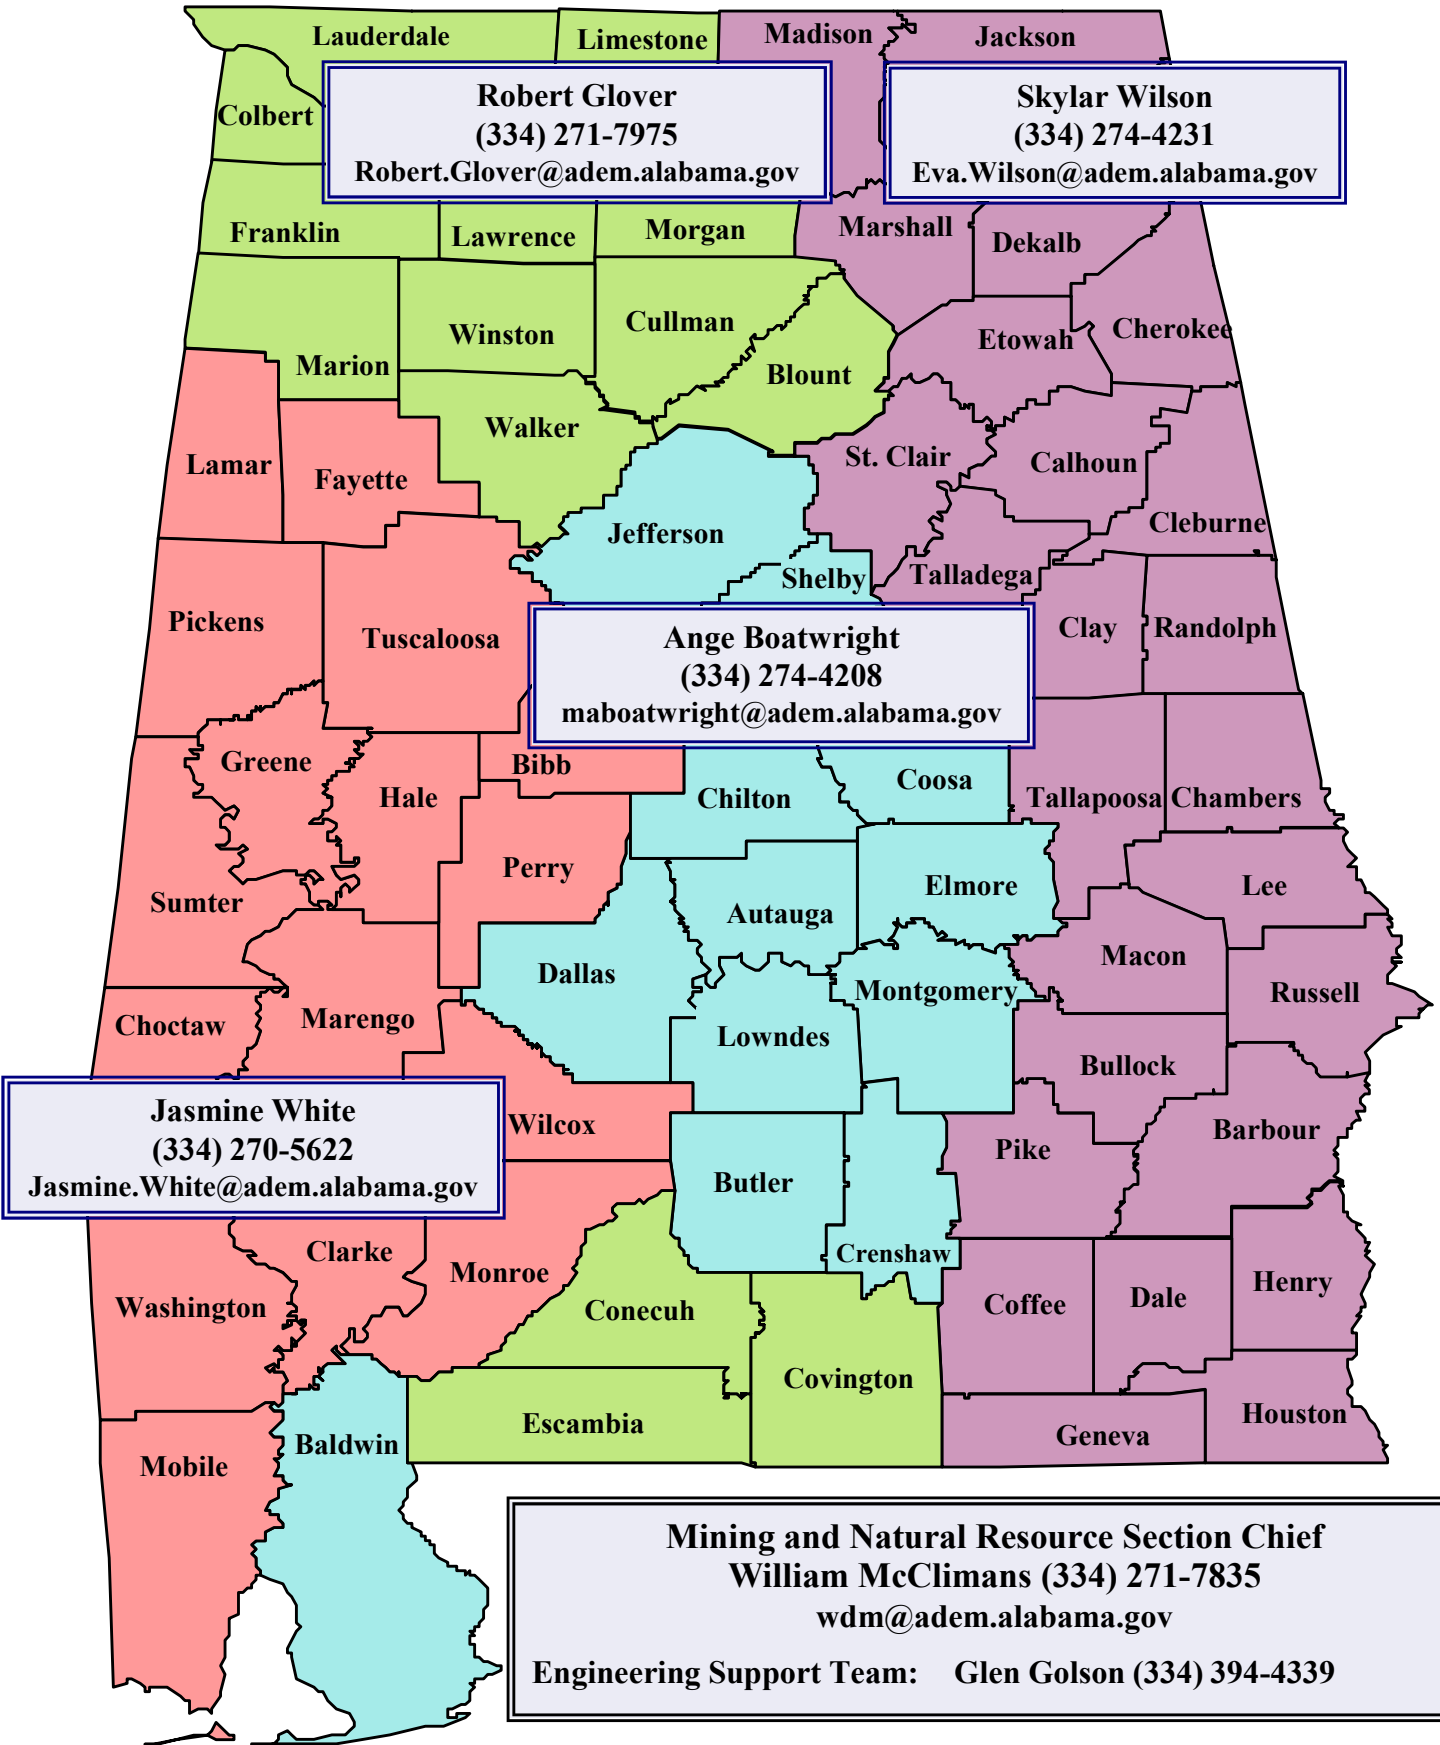 Lauderdale
Limestone
Madison
Jackson
Colbert
Robert Glover
(334) 271-7975
Robert.Glover@adem.alabama.gov
Skylar Wilson
(334) 274-4231
Eva.Wilson@adem.alabama.gov
Franklin
Lawrence
Morgan
Marshall
Dekalb
Marion
Winston
Cullman
Blount
Etowah
Cherokee
Lamar
Fayette
Walker
St. Clair
Calhoun
Cleburne
Jefferson
Shelby
Talladega
Pickens
Tuscaloosa
Clay
Randolph
Ange Boatwright
(334) 274-4208
maboatwright@adem.alabama.gov
Greene
Hale
Bibb
Chilton
Coosa
Tallapoosa
Chambers
Sumter
Perry
Autauga
Elmore
Lee
Dallas
Montgomery
Macon
Russell
Choctaw
Marengo
Lowndes
Bullock
Jasmine White
(334) 270-5622
Jasmine.White@adem.alabama.gov
Wilcox
Butler
Pike
Barbour
Washington
Clarke
Monroe
Conecuh
Crenshaw
Coffee
Dale
Henry
Covington
Escambia
Geneva
Houston
Mobile
Baldwin
Mining and Natural Resource Section Chief
William McClimans (334) 271-7835
wdm@adem.alabama.gov
Engineering Support Team: Glen Golson (334) 394-4339